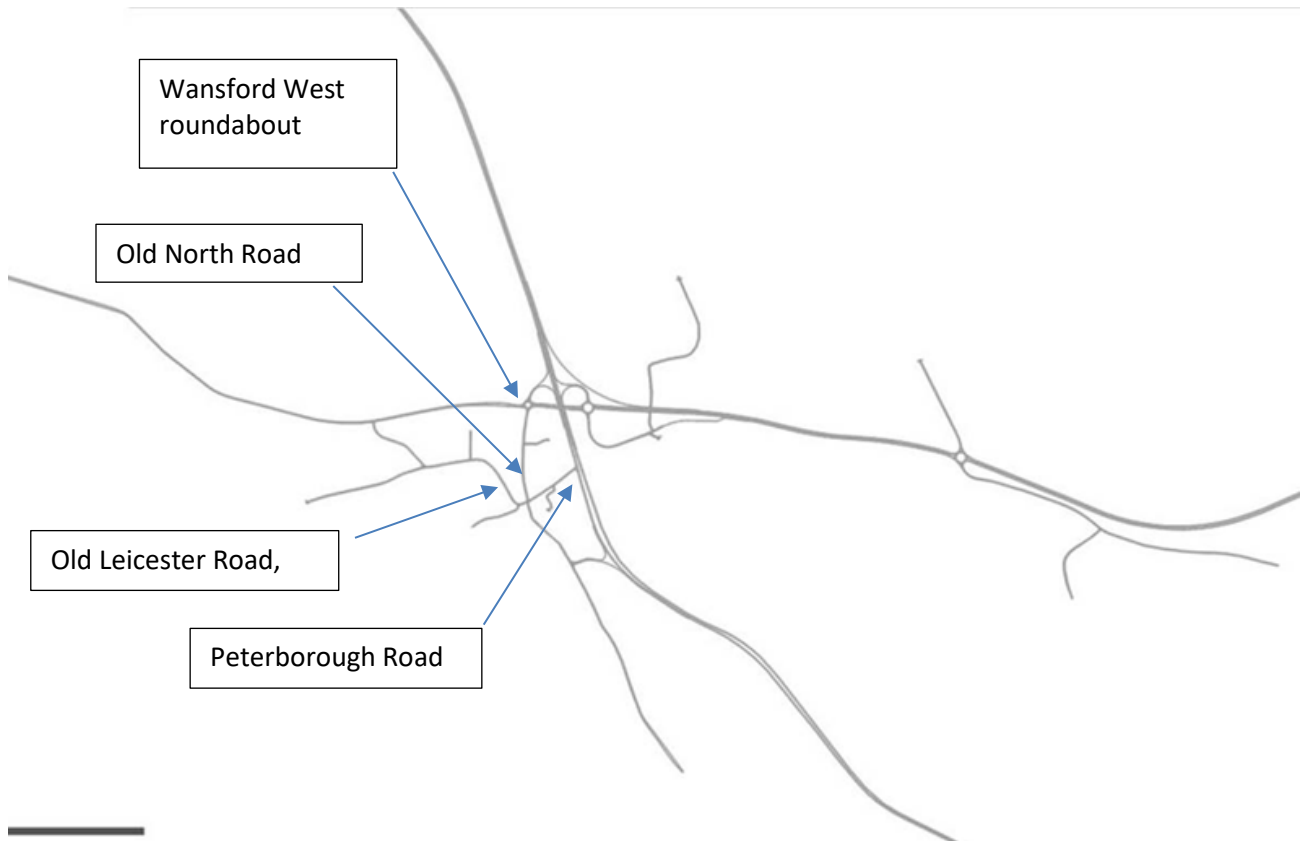 Wansford West
roundabout
Old North Road
Old Leicester Road,
Peterborough Road